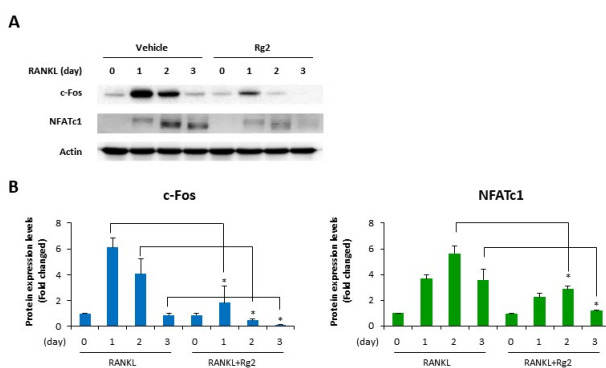 A
Vehicle Rg2
RANKL (day) 0 1 2 3 0 1 2 3
c-Fos
NFATc1
Actin
B
c-Fos
Protein expression levels
(Fold changed)
8
6
4
2
0
* * *
(day) 0 1 2 3 0 1 2 3
RANKL RANKL+Rg2
NFATc1
Protein expression levels
(Fold changed)
8
6
4
2
0
* *
(day) 0 1 2 3 0 1 2 3
RANKL RANKL+Rg2